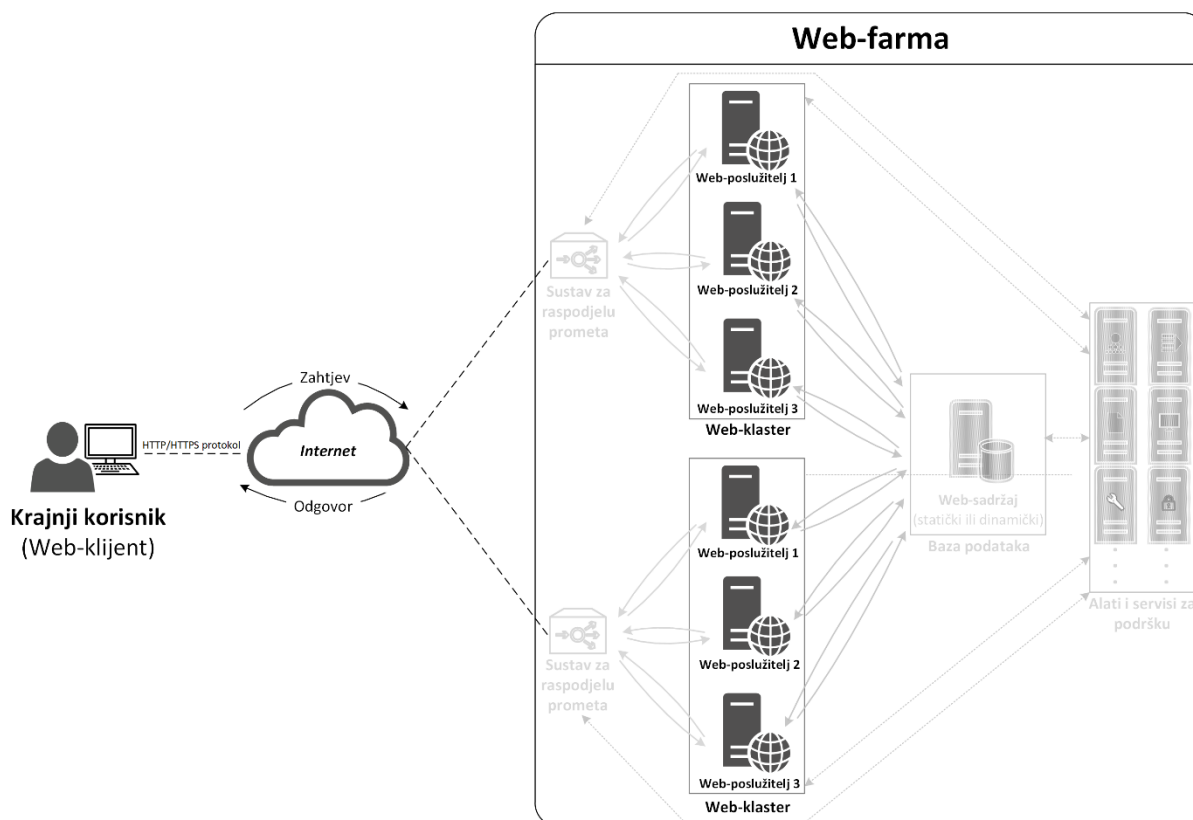 Web-farma
Web-poslužitelj 1
Web-poslužitelj 2
Web-poslužitelj 3
Web-klaster
Sustav za
raspodjelu
prometa
Zahtjev
HTTP/HTTPS protokol
Internet
Odgovor
Krajnji korisnik
(Web-klijent)
Web-poslužitelj 1
Web-poslužitelj 2
Web-poslužitelj 3
Web-klaster
Sustav za
raspodjelu
prometa
Web-sadržaj
(statički ili dinamički)
Baza podataka
Alati i servisi za
podršku